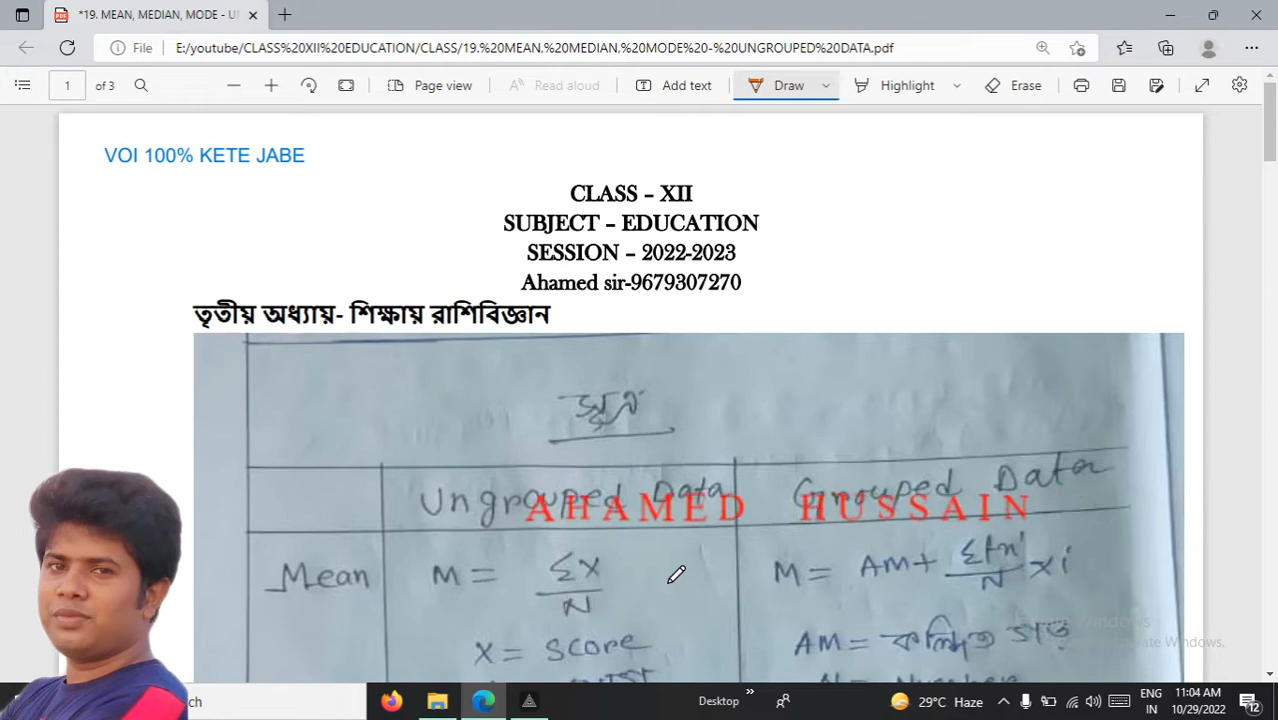 *19. MEAN, MEDIAN, MODE - U
File E:/youtube/CLASS%20XII%20EDUCATION/CLASS/19.%20MEAN.%20MEDIAN,%20MODE%20-%20UNGROUPED%20DATA.pdf
1 of 3 Page view Read aloud Add text Draw Highlight Erase
VOI 100% KETE JABE
CLASS – XII
SUBJECT – EDUCATION
SESSION – 2022-2023
Ahamed sir-9679307270
তৃতীয় অধ্যায়- শিক্ষায় রাশিবিজ্ঞান
Ungrouped Data Grouped Data
AHAMED HUSSAIN
Mean M = Σx/N M = AM+ Σfx'/N xi
x = Score AM = কল্পিত গড়
Desktop 29°C Haze ENG 11:04 AM
IN 10/29/2022 12